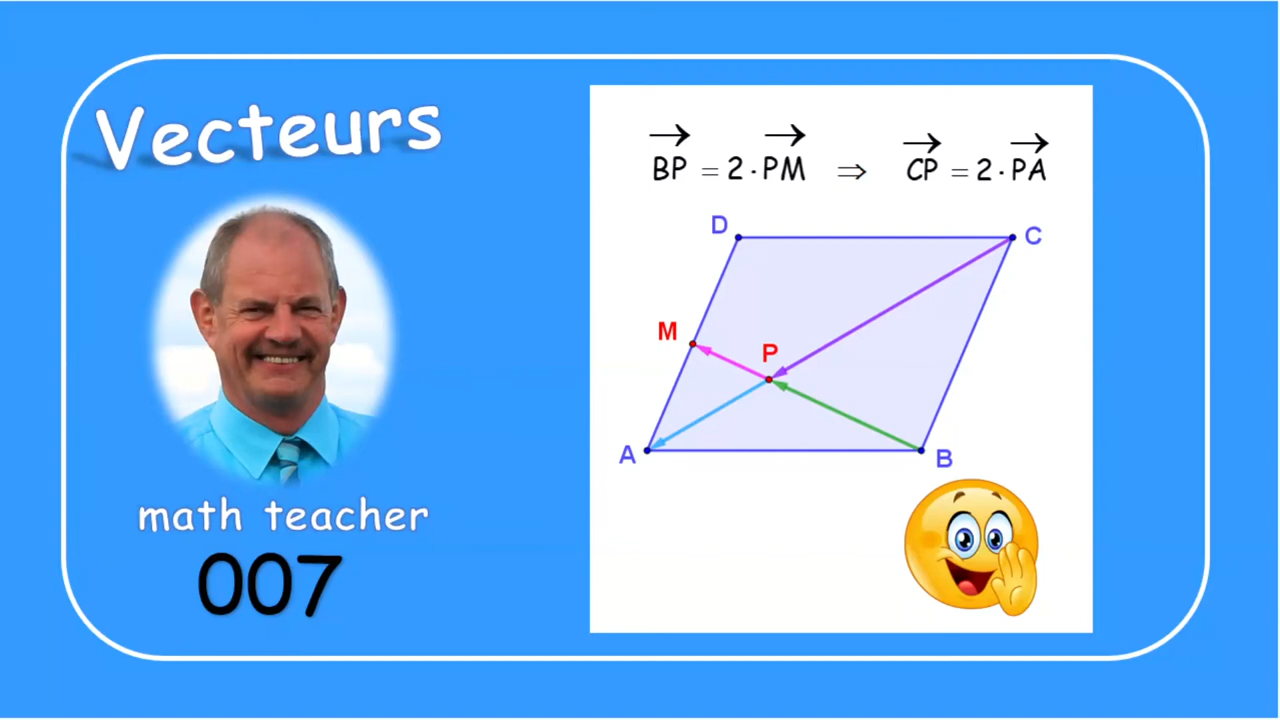 Vecteurs
math teacher
007
BP = 2 · PM ⇒ CP = 2 · PA
D
C
M
P
A
B